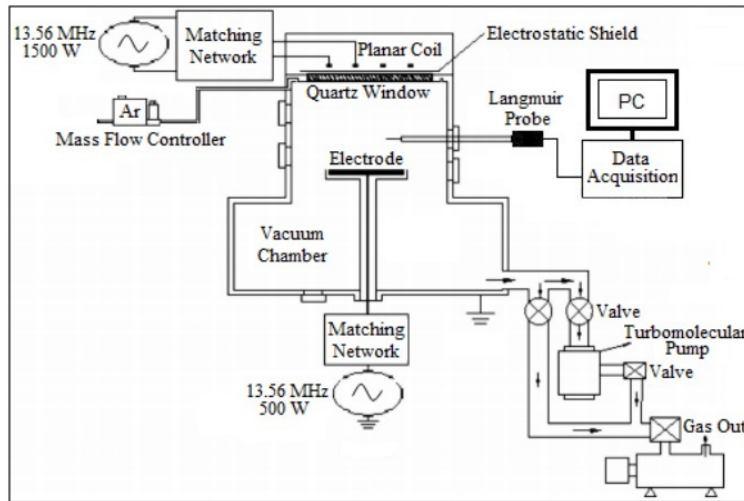 13.56 MHz
1500 W
Matching
Network
Planar Coil
Electrostatic Shield
Quartz Window
Ar
Mass Flow Controller
Langmuir
Probe
PC
Data
Acquisition
Electrode
Vacuum
Chamber
Matching
Network
13.56 MHz
500 W
Valve
Turbomolecular
Pump
Valve
Gas Out